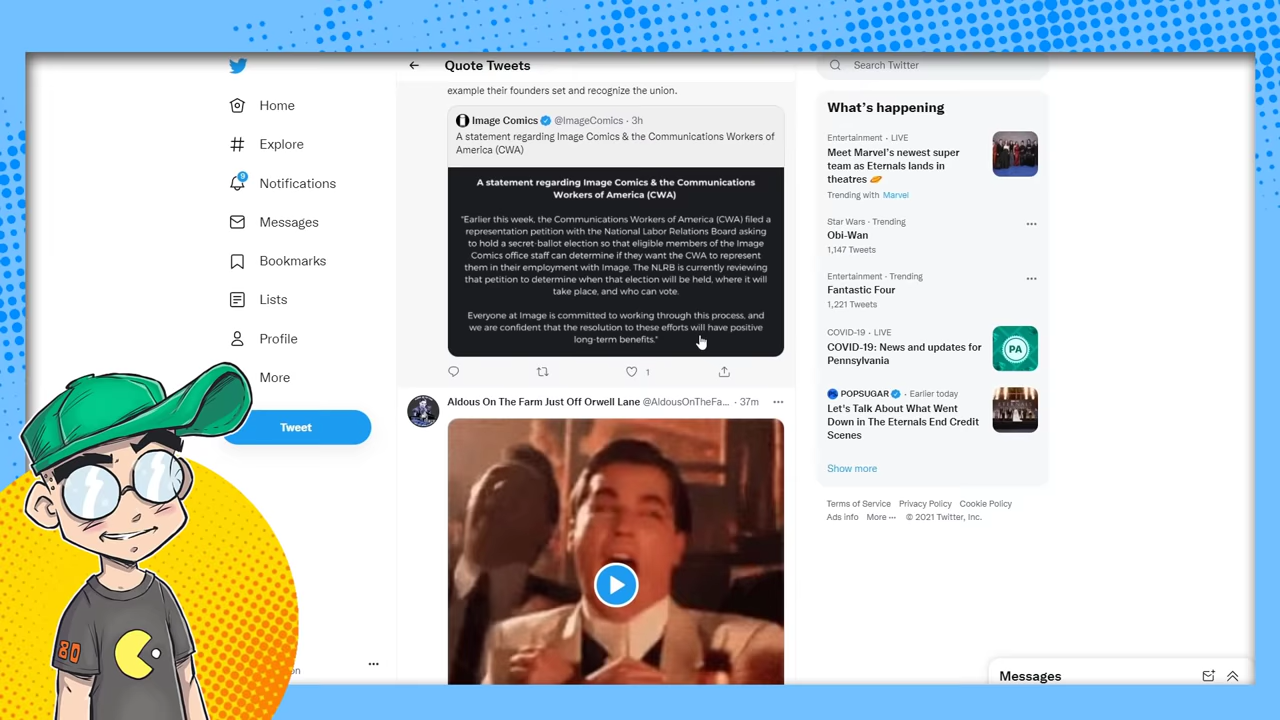 Home
Explore
9
Notifications
Messages
Bookmarks
Lists
Profile
More
Tweet
80
Quote Tweets
example their founders set and recognize the union.
Image Comics @ImageComics · 3h
A statement regarding Image Comics & the Communications Workers of
America (CWA)
A statement regarding Image Comics & the Communications
Workers of America (CWA)
"Earlier this week, the Communications Workers of America (CWA) filed a
representation petition with the National Labor Relations Board asking
to hold a secret-ballot election so that eligible members of the Image
Comics office staff can determine if they want the CWA to represent
them in their employment with Image. The NLRB is currently reviewing
that petition to determine when that election will be held, where it will
take place, and who can vote.
Everyone at Image is committed to working through this process, and
we are confident that the resolution to these efforts will have positive
long-term benefits."
1
Aldous On The Farm Just Off Orwell Lane @AldousOnTheFa... · 37m
Search Twitter
What's happening
Entertainment · LIVE
Meet Marvel's newest super
team as Eternals lands in
theatres
Trending with Marvel
Star Wars · Trending
Obi-Wan
1,147 Tweets
Entertainment · Trending
Fantastic Four
1,221 Tweets
COVID-19 · LIVE
COVID-19: News and updates for
Pennsylvania
PA
POPSUGAR · Earlier today
Let's Talk About What Went
Down in The Eternals End Credit
Scenes
Show more
Terms of Service Privacy Policy Cookie Policy
Ads info More ··· © 2021 Twitter, Inc.
Messages